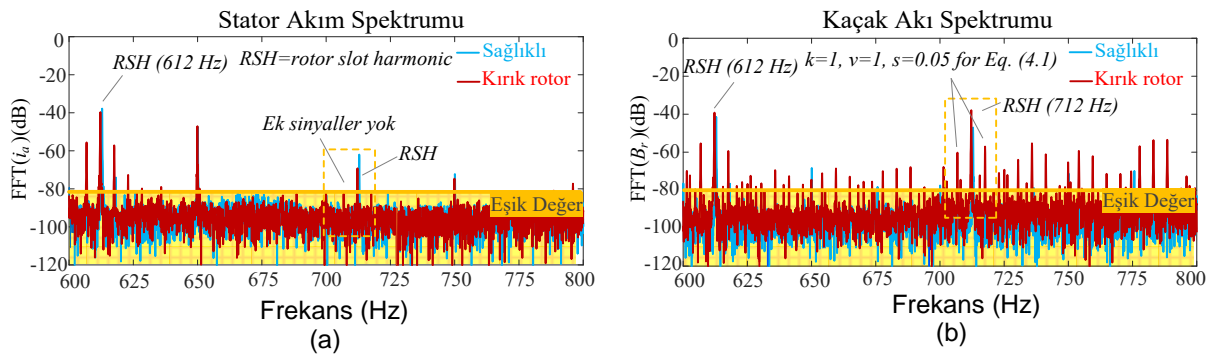 Stator Akım Spektrumu
0
-20
-40
-60
-80
-100
-120
FFT(i_a)(dB)
RSH (612 Hz)
RSH=rotor slot harmonic
Sağlıklı
Kırık rotor
Ek sinyaller yok
RSH
Eşik Değer
600 625 650 675 700 725 750 775 800
Frekans (Hz)
(a)
Kaçak Akı Spektrumu
0
-20
-40
-60
-80
-100
-120
FFT(B_r)(dB)
RSH (612 Hz)
k=1, v=1, s=0.05 for Eq. (4.1)
Sağlıklı
Kırık rotor
RSH (712 Hz)
Eşik Değer
600 625 650 675 700 725 750 775 800
Frekans (Hz)
(b)